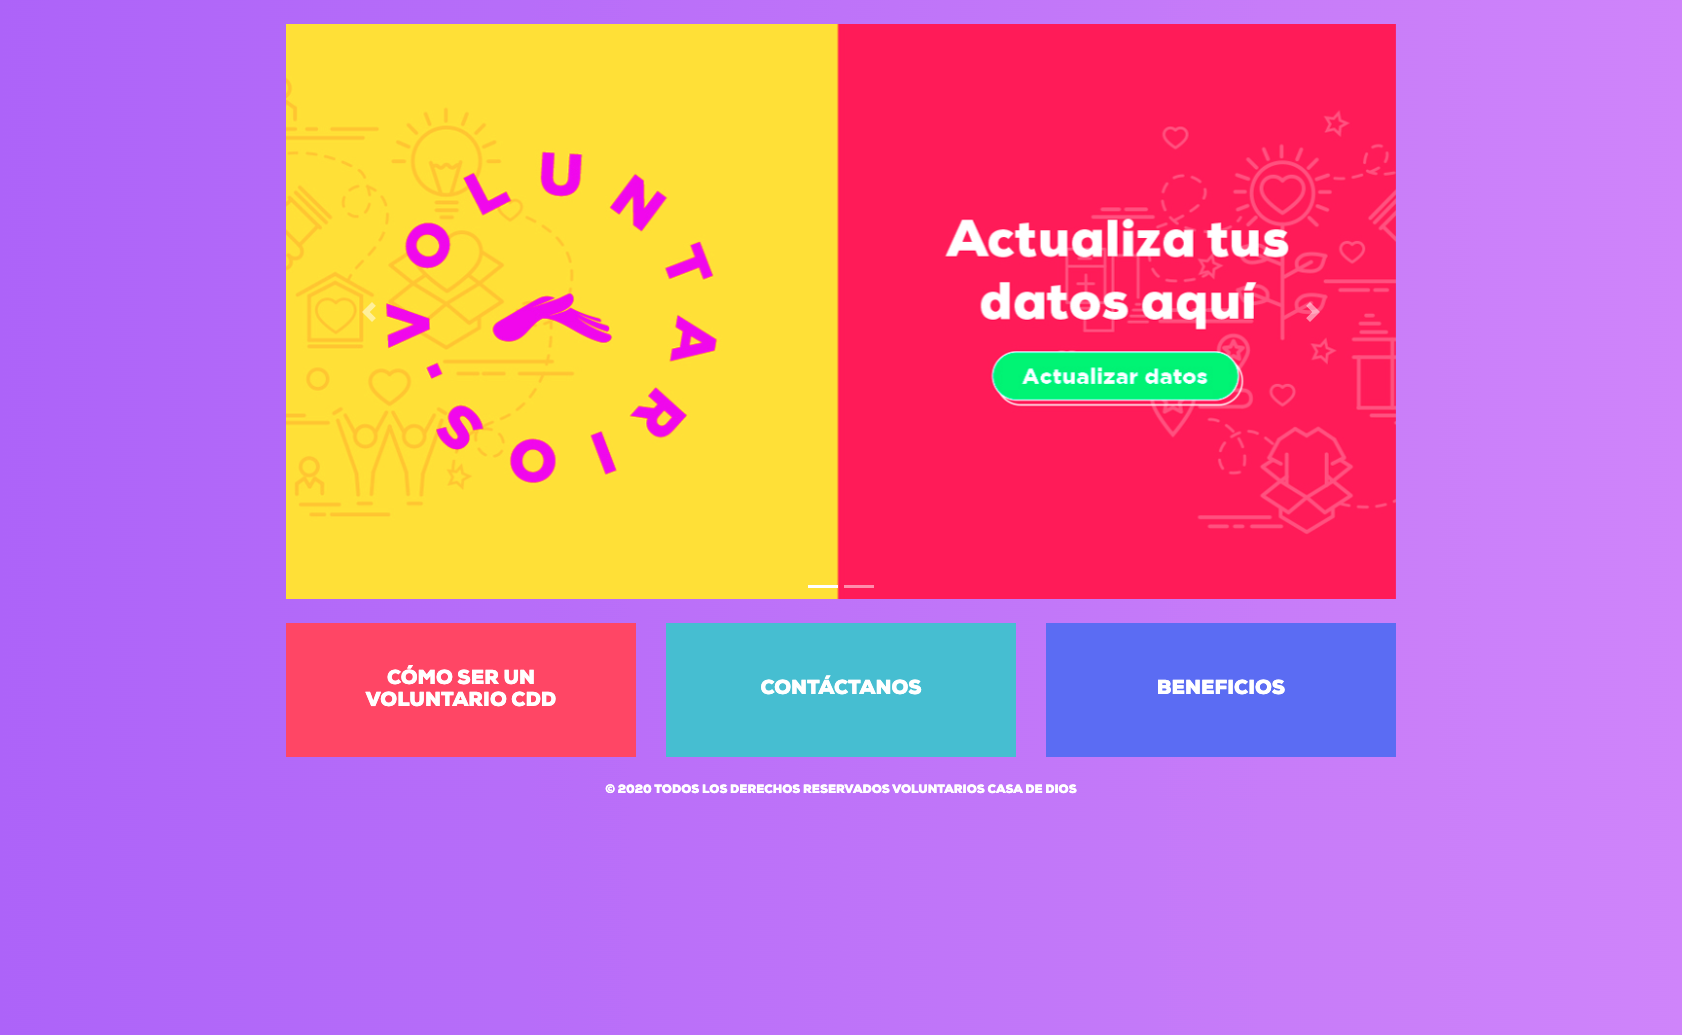 VOLUNTARIOS.
Actualiza tus
datos aquí
Actualizar datos
CÓMO SER UN
VOLUNTARIO CDD
CONTÁCTANOS
BENEFICIOS
© 2020 TODOS LOS DERECHOS RESERVADOS VOLUNTARIOS CASA DE DIOS